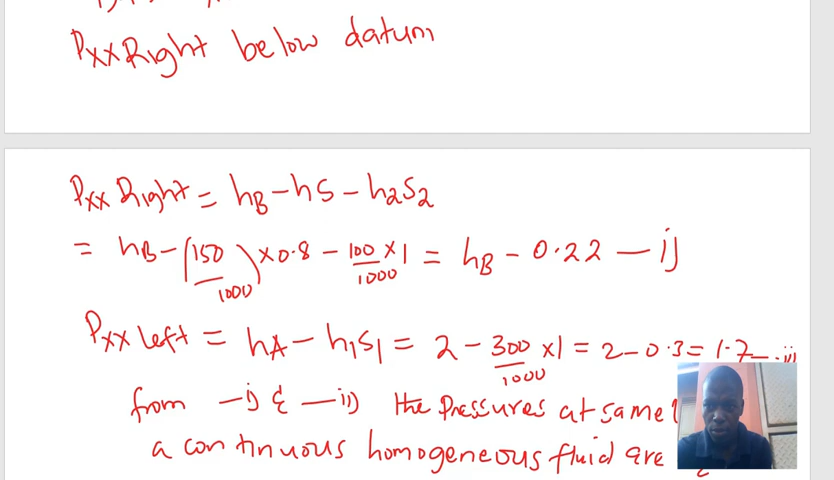 Pxx Right below datum
Pxx Right = hB - hS - h2S2
= hB - (150/1000) × 0.8 - 100/1000 × 1 = hB - 0.22 — i)
Pxx left = hA - h1S1 = 2 - 300/1000 × 1 = 2 - 0.3 = 1.7 — ii
from — i) & — ii) the Pressures at same
a continuous homogeneous fluid are